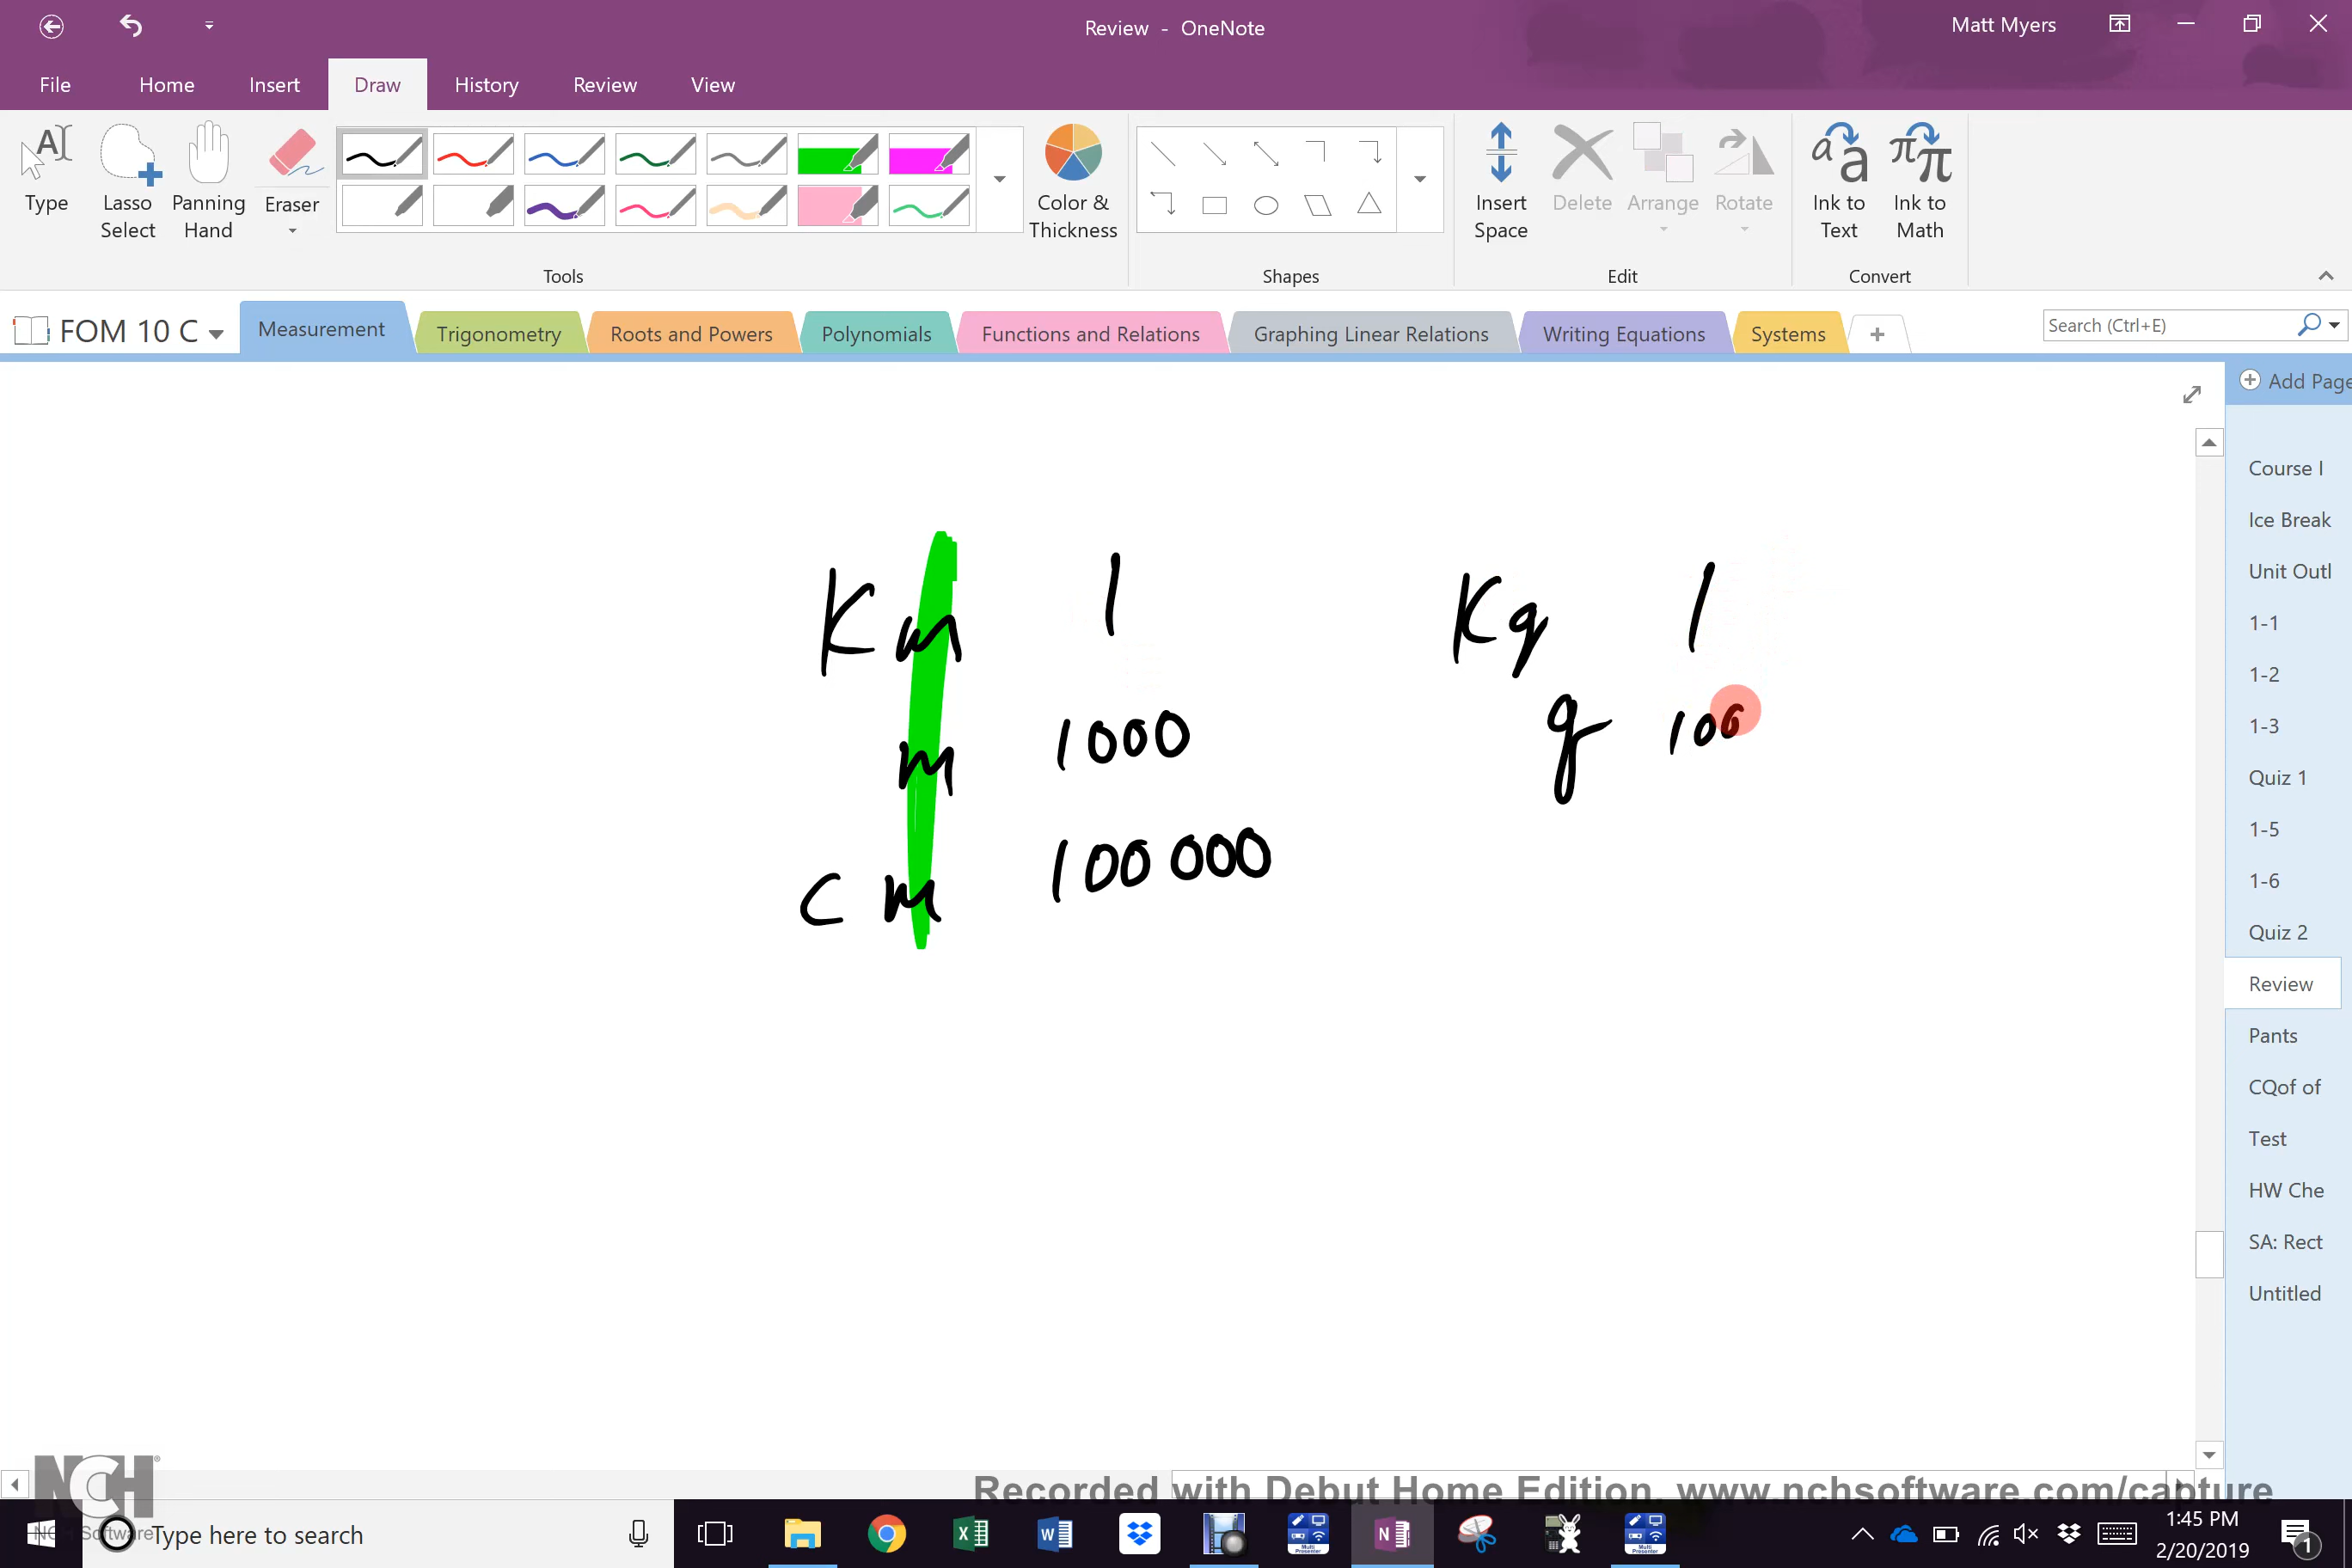 Review - OneNote
Matt Myers
File Home Insert Draw History Review View
Type
Lasso Select
Panning Hand
Eraser
Color & Thickness
Insert Space
Delete
Arrange
Rotate
Ink to Text
Ink to Math
Tools
Shapes
Edit
Convert
FOM 10 C
Measurement
Trigonometry
Roots and Powers
Polynomials
Functions and Relations
Graphing Linear Relations
Writing Equations
Systems
Search (Ctrl+E)
Add Page
Km 1
m 1000
cm 100 000
Kg 1
g 100
Course I
Ice Break
Unit Outl
1-1
1-2
1-3
Quiz 1
1-5
1-6
Quiz 2
Review
Pants
CQof of
Test
HW Che
SA: Rect
Untitled
NCH
NCH Software
Recorded with Debut Home Edition. www.nchsoftware.com/capture
Type here to search
1:45 PM
2/20/2019
1